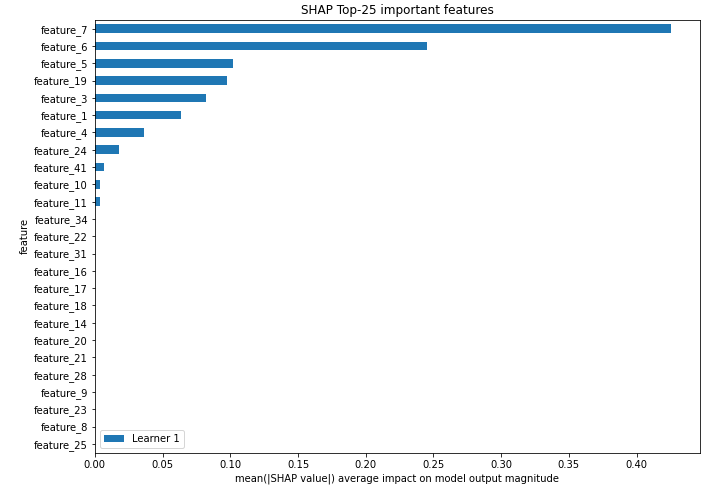 SHAP Top-25 important features
feature_7
feature_6
feature_5
feature_19
feature_3
feature_1
feature_4
feature_24
feature_41
feature_10
feature_11
feature_34
feature_22
feature_31
feature_16
feature_17
feature_18
feature_14
feature_20
feature_21
feature_28
feature_9
feature_23
feature_8
feature_25
feature
Learner 1
0.00 0.05 0.10 0.15 0.20 0.25 0.30 0.35 0.40
mean(|SHAP value|) average impact on model output magnitude